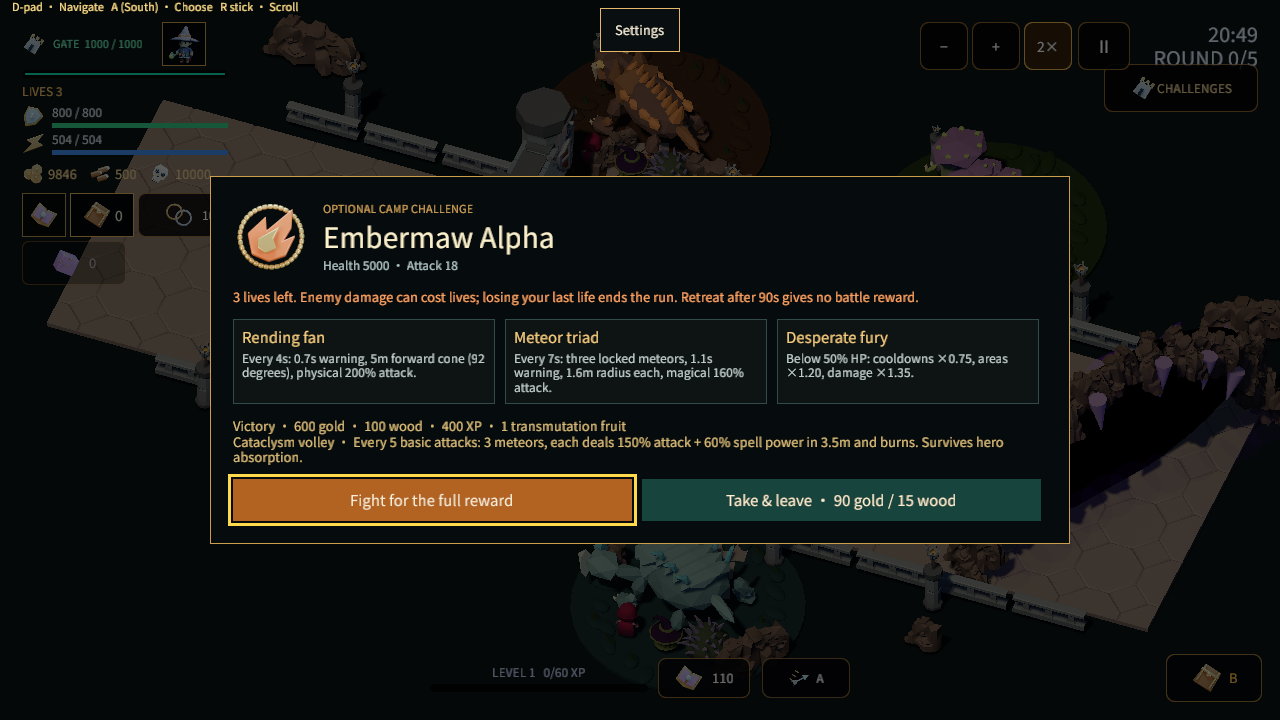 D-pad • Navigate A (South) • Choose R stick • Scroll
Settings
GATE 1000 / 1000
− + 2× II
20:49
ROUND 0/5
CHALLENGES
LIVES 3
800 / 800
504 / 504
9846 500 10000
0
0
OPTIONAL CAMP CHALLENGE
Embermaw Alpha
Health 5000 • Attack 18
3 lives left. Enemy damage can cost lives; losing your last life ends the run. Retreat after 90s gives no battle reward.
Rending fan
Every 4s: 0.7s warning, 5m forward cone (92
degrees), physical 200% attack.
Meteor triad
Every 7s: three locked meteors, 1.1s
warning, 1.6m radius each, magical 160%
attack.
Desperate fury
Below 50% HP: cooldowns ×0.75, areas
×1.20, damage ×1.35.
Victory • 600 gold • 100 wood • 400 XP • 1 transmutation fruit
Cataclysm volley • Every 5 basic attacks: 3 meteors, each deals 150% attack + 60% spell power in 3.5m and burns. Survives hero
absorption.
Fight for the full reward
Take & leave • 90 gold / 15 wood
LEVEL 1 0/60 XP
110
A
B